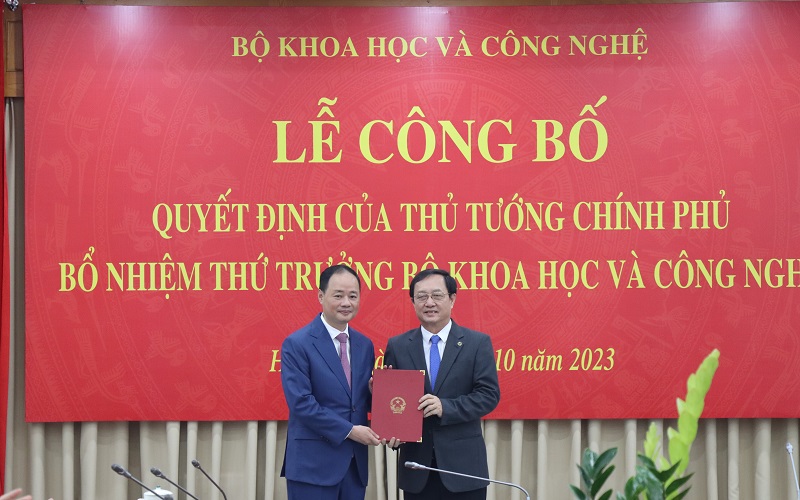 BỘ KHOA HỌC VÀ CÔNG NGHỆ
LỄ CÔNG BỐ
QUYẾT ĐỊNH CỦA THỦ TƯỚNG CHÍNH PHỦ
BỔ NHIỆM THỨ TRƯỞNG BỘ KHOA HỌC VÀ CÔNG NGH
10 năm 2023